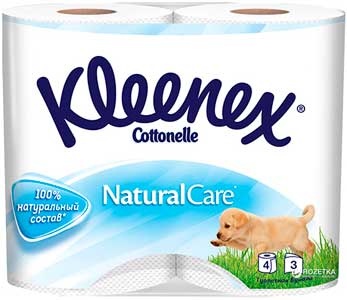 Kleenex®
Cottonelle
100%
натуральный
состав*
NaturalCare
4 3
ROZETKA